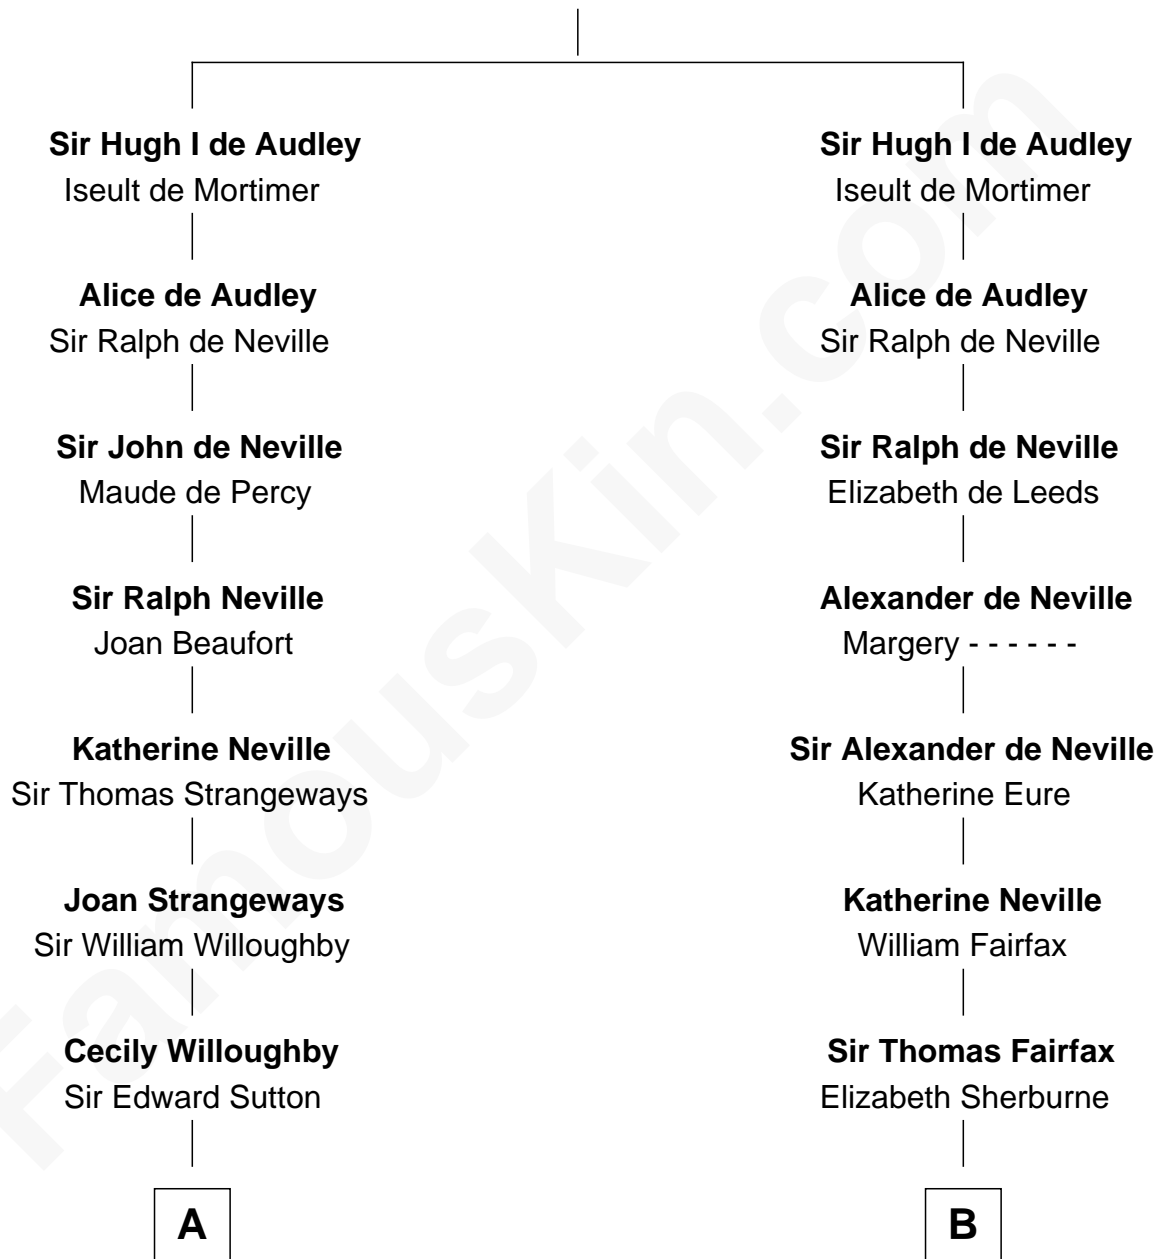 Sir Hugh I de Audley
Iseult de Mortimer
Alice de Audley
Sir Ralph de Neville
Sir John de Neville
Maude de Percy
Sir Ralph Neville
Joan Beaufort
Katherine Neville
Sir Thomas Strangeways
Joan Strangeways
Sir William Willoughby
Cecily Willoughby
Sir Edward Sutton
A
Sir Hugh I de Audley
Iseult de Mortimer
Alice de Audley
Sir Ralph de Neville
Sir Ralph de Neville
Elizabeth de Leeds
Alexander de Neville
Margery - - - - - -
Sir Alexander de Neville
Katherine Eure
Katherine Neville
William Fairfax
Sir Thomas Fairfax
Elizabeth Sherburne
B
FamousKin.com